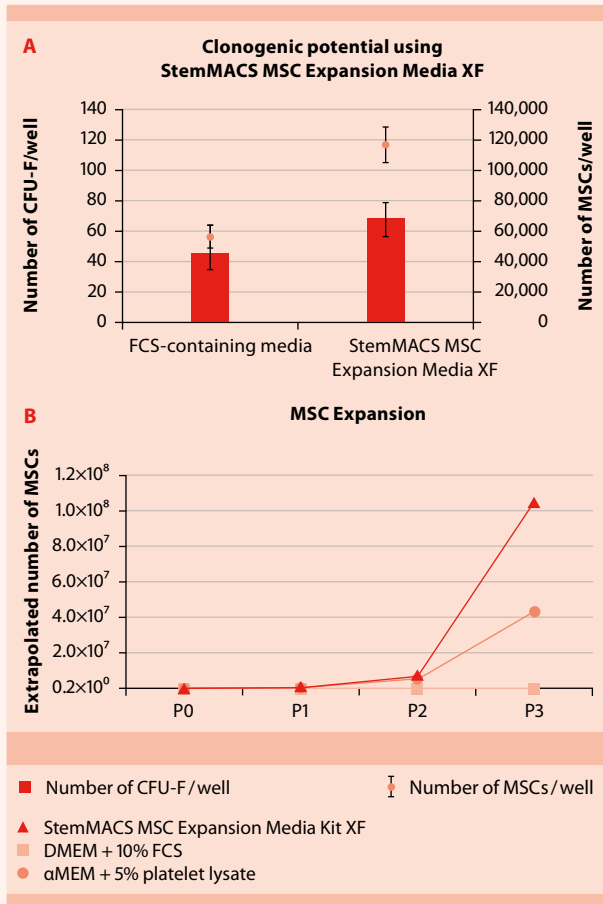 A
Clonogenic potential using
StemMACS MSC Expansion Media XF
Number of CFU-F/well
140
120
100
80
60
40
20
0
140,000
120,000
100,000
80,000
60,000
40,000
20,000
0
Number of MSCs/well
FCS-containing media
StemMACS MSC
Expansion Media XF
B
MSC Expansion
Extrapolated number of MSCs
1.2×10⁸
1.0×10⁸
8.0×10⁷
6.0×10⁷
4.0×10⁷
2.0×10⁷
0.2×10⁰
P0
P1
P2
P3
Number of CFU-F / well
Number of MSCs / well
StemMACS MSC Expansion Media Kit XF
DMEM + 10% FCS
αMEM + 5% platelet lysate